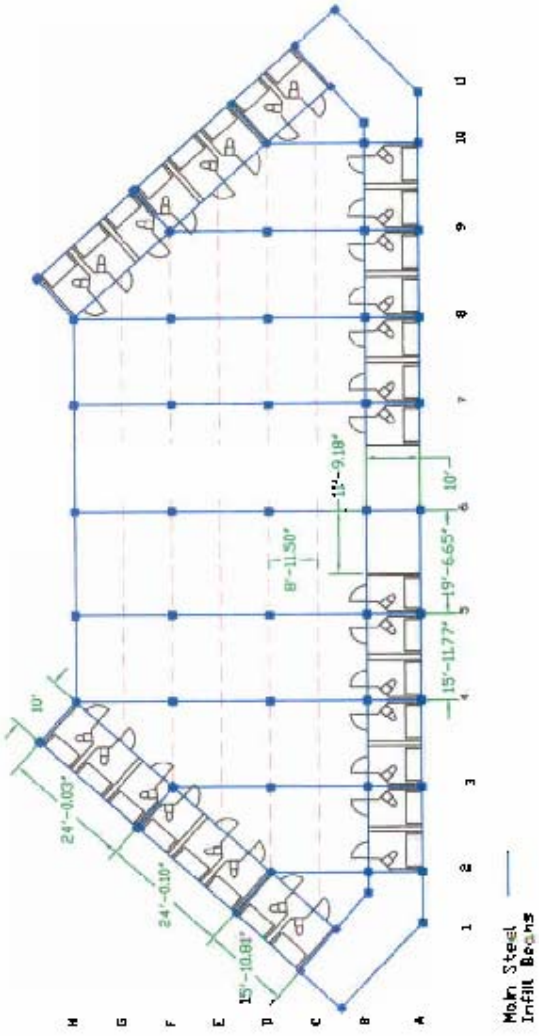 10'
24'-0.03"
24'-0.10"
15'-10.81"
8'-11.50"
11'-9.18"
10'
15'-11.77"
19'-6.65"
H
G
F
E
D
C
B
A
1
2
3
4
5
6
7
8
9
10
11
Main Steel
Infill Beams